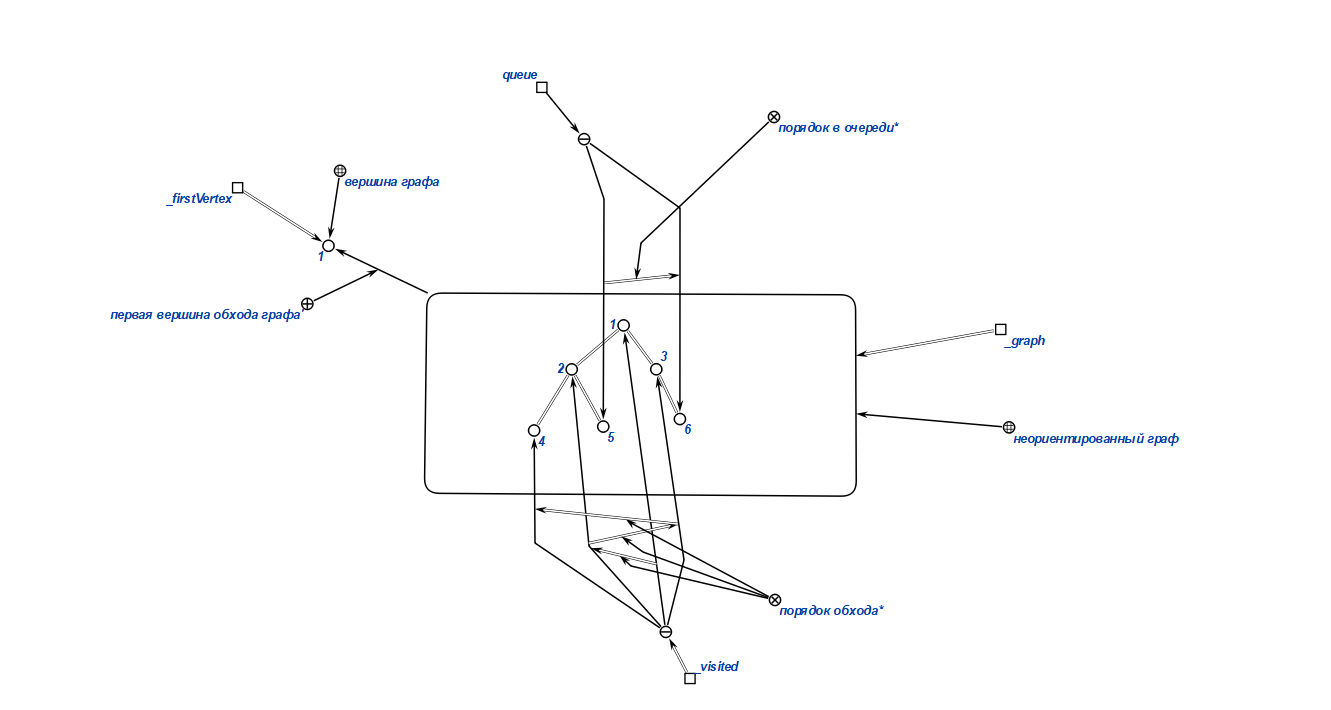 queue
порядок в очереди*
вершина графа
_firstVertex
1
первая вершина обхода графа'
1
_graph
2
3
4
5
6
неориентированный граф
порядок обхода*
_visited